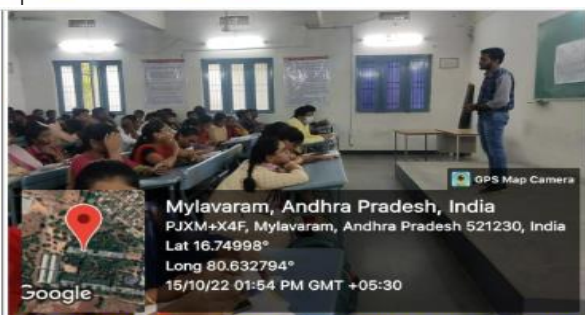 GPS Map Camera
Mylavaram, Andhra Pradesh, India
PJXM+X4F, Mylavaram, Andhra Pradesh 521230, India
Lat 16.74998°
Long 80.632794°
15/10/22 01:54 PM GMT +05:30
Google